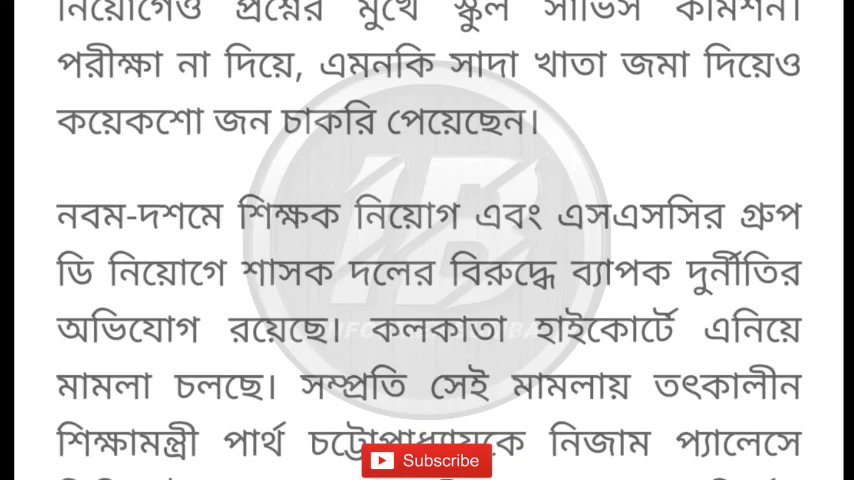 নিয়োগেও প্রশ্নের মুখে স্কুল সার্ভিস কমিশন।
পরীক্ষা না দিয়ে, এমনকি সাদা খাতা জমা দিয়েও
কয়েকশো জন চাকরি পেয়েছেন।
নবম-দশমে শিক্ষক নিয়োগ এবং এসএসসির গ্রুপ
ডি নিয়োগে শাসক দলের বিরুদ্ধে ব্যাপক দুর্নীতির
অভিযোগ রয়েছে। কলকাতা হাইকোর্টে এনিয়ে
মামলা চলছে। সম্প্রতি সেই মামলায় তৎকালীন
শিক্ষামন্ত্রী পার্থ চট্টোপাধ্যায়কে নিজাম প্যালেসে
Subscribe